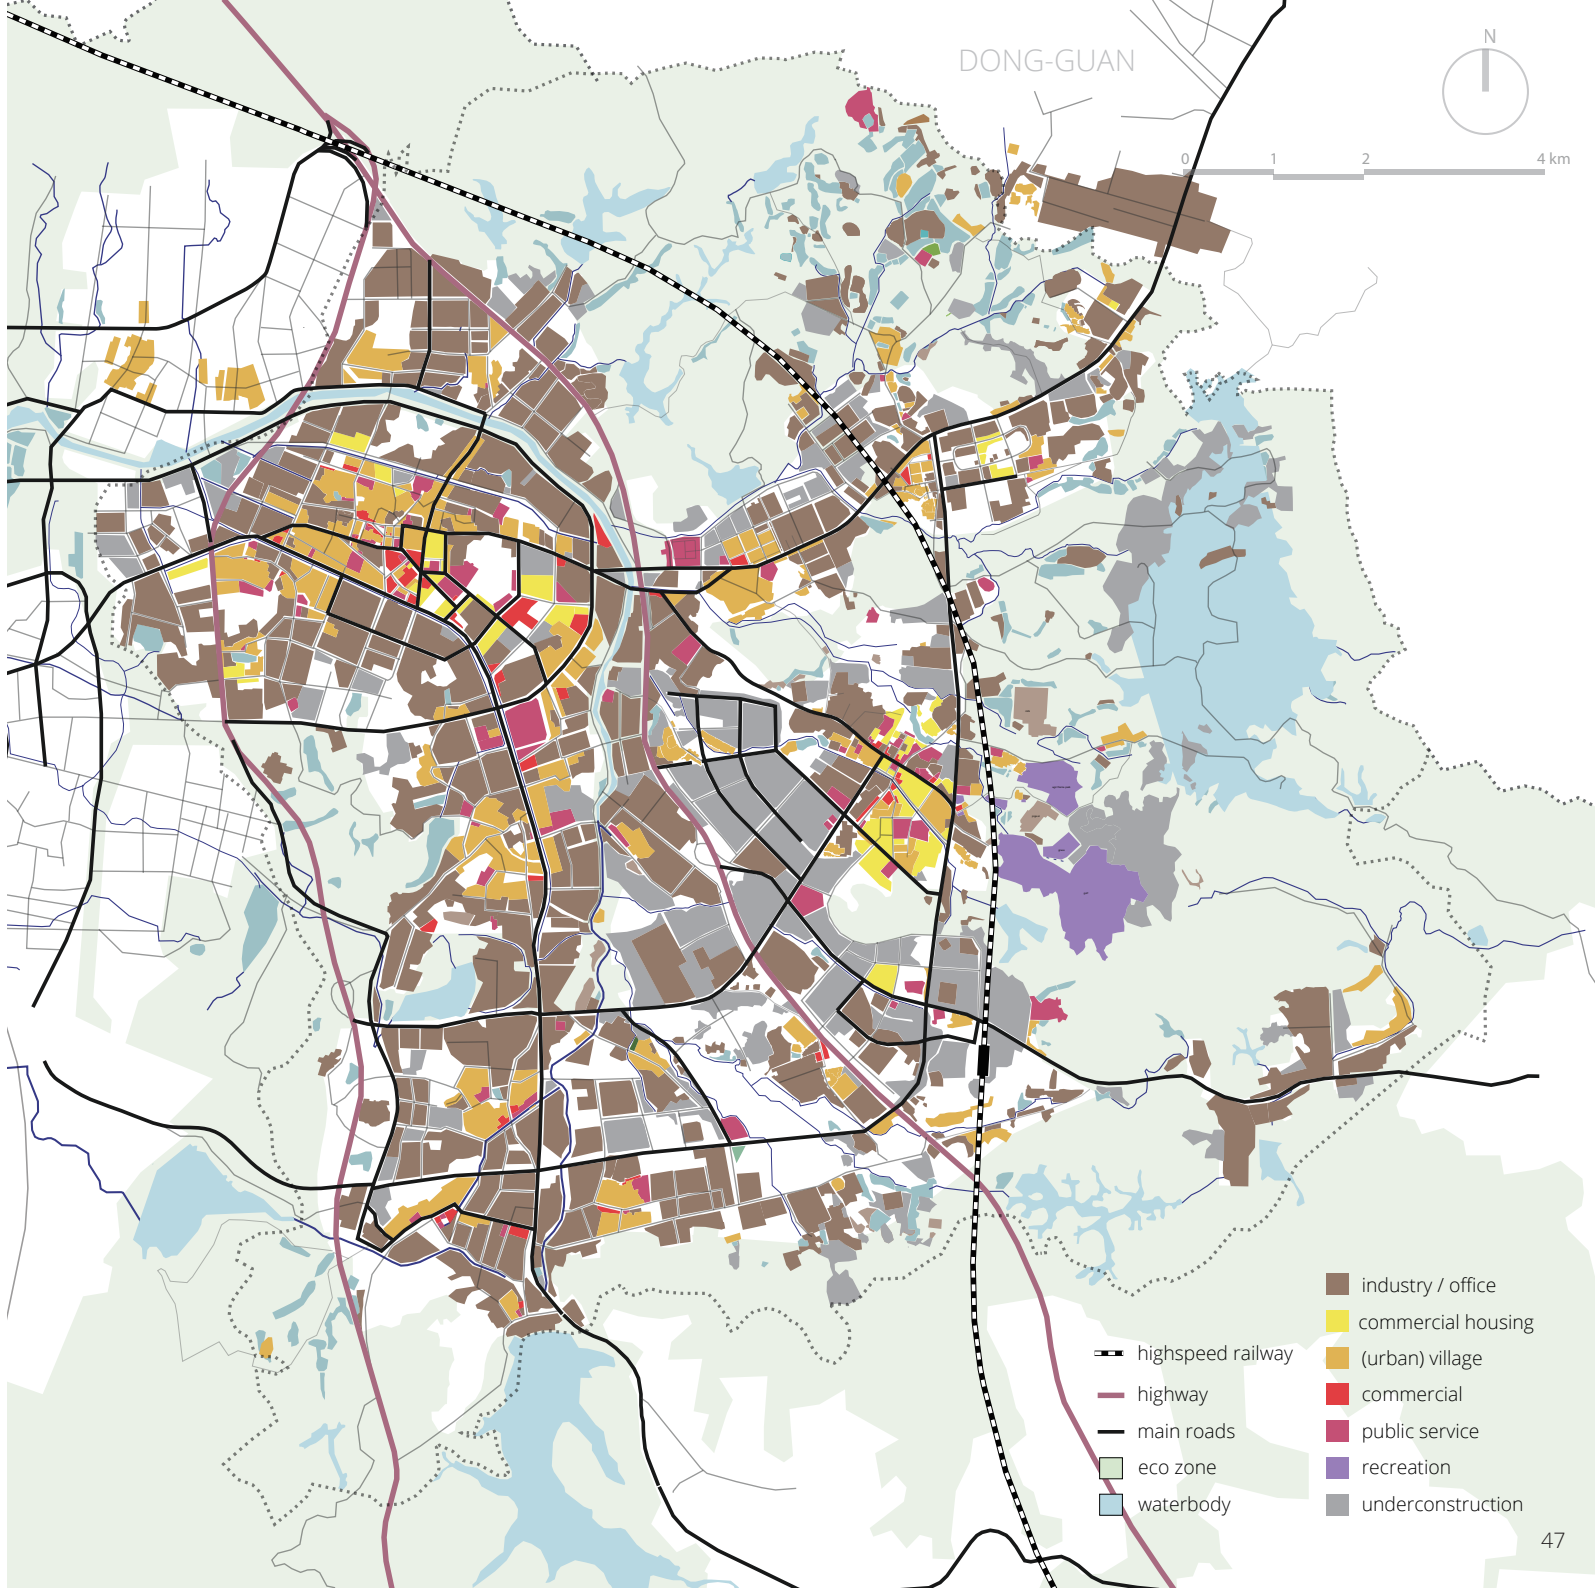 DONG-GUAN
N
0 1 2 4 km
industry / office
commercial housing
highspeed railway
(urban) village
highway
commercial
main roads
public service
eco zone
recreation
waterbody
underconstruction
47